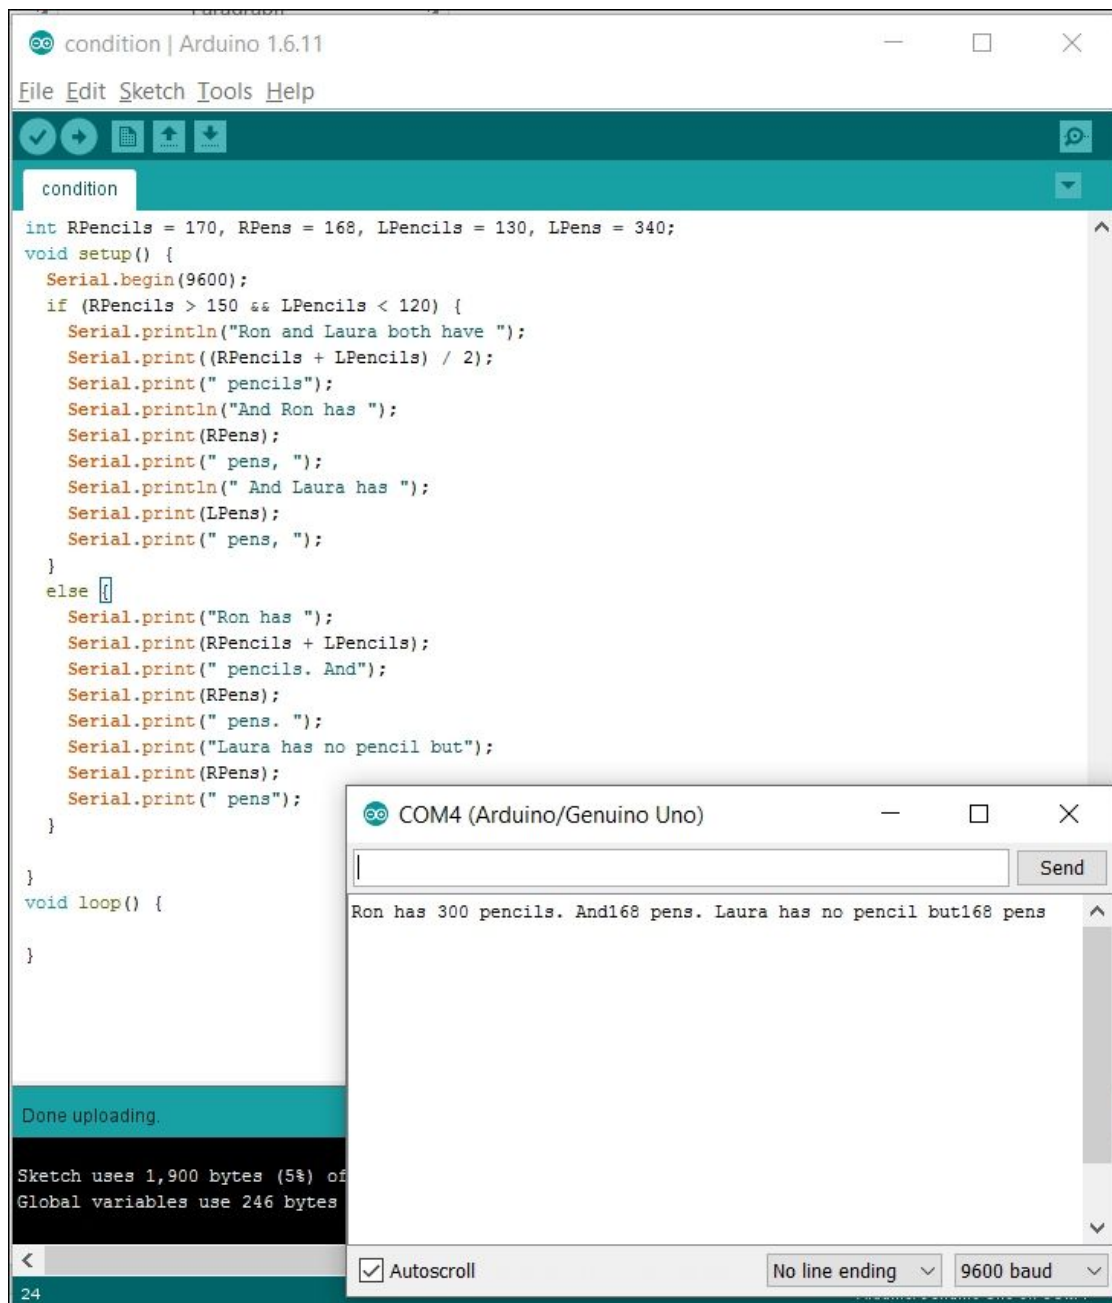 condition | Arduino 1.6.11
File Edit Sketch Tools Help
condition
int RPencils = 170, RPens = 168, LPencils = 130, LPens = 340;
void setup() {
  Serial.begin(9600);
  if (RPencils > 150 && LPencils < 120) {
    Serial.println("Ron and Laura both have ");
    Serial.print((RPencils + LPencils) / 2);
    Serial.print(" pencils");
    Serial.println("And Ron has ");
    Serial.print(RPens);
    Serial.print(" pens, ");
    Serial.println(" And Laura has ");
    Serial.print(LPens);
    Serial.print(" pens, ");
  }
  else {
    Serial.print("Ron has ");
    Serial.print(RPencils + LPencils);
    Serial.print(" pencils. And");
    Serial.print(RPens);
    Serial.print(" pens. ");
    Serial.print("Laura has no pencil but");
    Serial.print(RPens);
    Serial.print(" pens");
  }
}
void loop() {
}
COM4 (Arduino/Genuino Uno)
Send
Ron has 300 pencils. And168 pens. Laura has no pencil but168 pens
Autoscroll
No line ending
9600 baud
Done uploading.
Sketch uses 1,900 bytes (5%) of
Global variables use 246 bytes
24